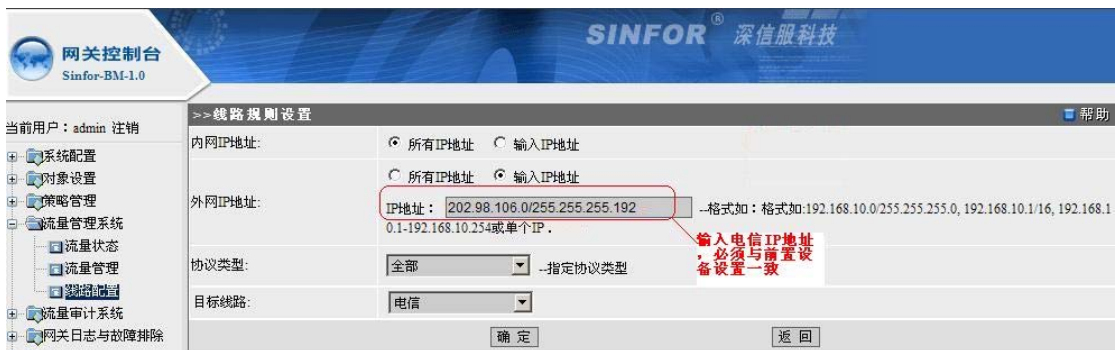 SINFOR® 深信服科技
网关控制台
Sinfor-BM-1.0
当前用户：admin 注销
系统配置
对象设置
策略管理
流量管理系统
流量状态
流量管理
线路配置
流量审计系统
网关日志与故障排除
>>线路规则设置
帮助
内网IP地址:
所有IP地址 输入IP地址
外网IP地址:
所有IP地址 输入IP地址
IP地址： 202.98.106.0/255.255.255.192 --格式如：格式如:192.168.10.0/255.255.255.0, 192.168.10.1/16, 192.168.1
0.1-192.168.10.254或单个IP.
输入电信IP地址
，必须与前置设
备设置一致
协议类型:
全部 --指定协议类型
目标线路:
电信
确 定 返 回